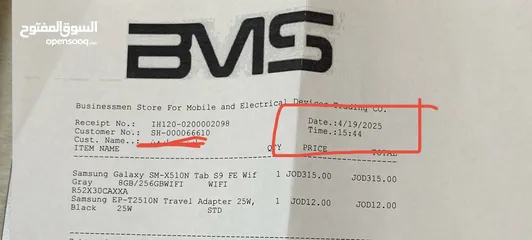 السوق المفتوح
opensooq.com
BMS
Businessmen Store For Mobile and Electrical Devices Trading CO.
Receipt No.: IH120-0200002098 Date.:4/19/2025
Customer No.: SH-000066610 Time.:15:44
Cust. Name..:
ITEM NAME QTY PRICE TOTAL
Samsung Galaxy SM-X510N Tab S9 FE Wif 1 JOD315.00 JOD315.00
Gray 8GB/256GBWIFI WIFI
R52X30CAXXA
Samsung EP-T2510N Travel Adapter 25W, 1 JOD12.00 JOD12.00
Black 25W STD